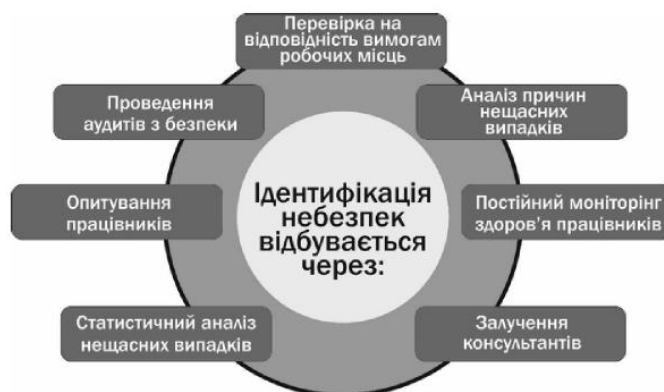 Перевірка на
відповідність вимогам
робочих місць
Проведення
аудитів з безпеки
Аналіз причин
нещасних
випадків
Опитування
працівників
Ідентифікація
небезпек
відбувається
через:
Постійний моніторінг
здоров'я працівників
Статистичний аналіз
нещасних випадків
Залучення
консультантів